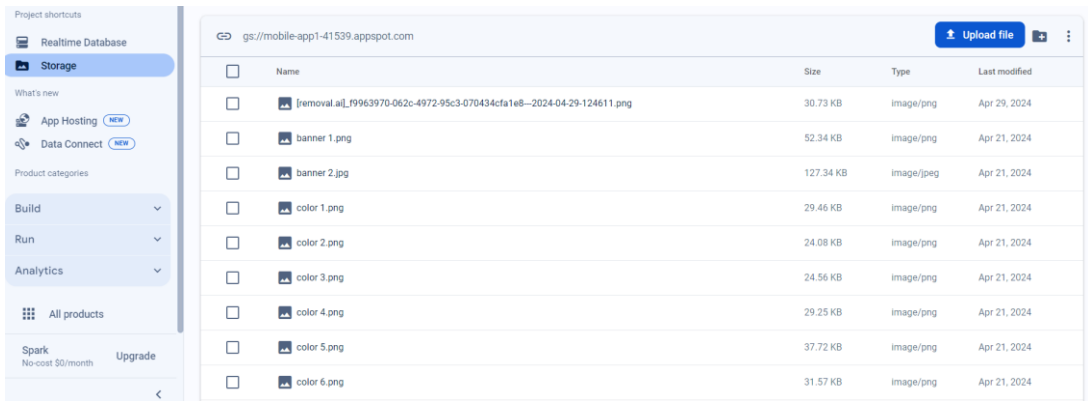 Project shortcuts
Realtime Database
Storage
What's new
App Hosting NEW
Data Connect NEW
Product categories
Build
Run
Analytics
All products
Spark
No-cost $0/month
Upgrade
gs://mobile-app1-41539.appspot.com
Upload file
Name Size Type Last modified
[removal.ai]_f9963970-062c-4972-95c3-070434cfa1e8---2024-04-29-124611.png 30.73 KB image/png Apr 29, 2024
banner 1.png 52.34 KB image/png Apr 21, 2024
banner 2.jpg 127.34 KB image/jpeg Apr 21, 2024
color 1.png 29.46 KB image/png Apr 21, 2024
color 2.png 24.08 KB image/png Apr 21, 2024
color 3.png 24.56 KB image/png Apr 21, 2024
color 4.png 29.25 KB image/png Apr 21, 2024
color 5.png 37.72 KB image/png Apr 21, 2024
color 6.png 31.57 KB image/png Apr 21, 2024